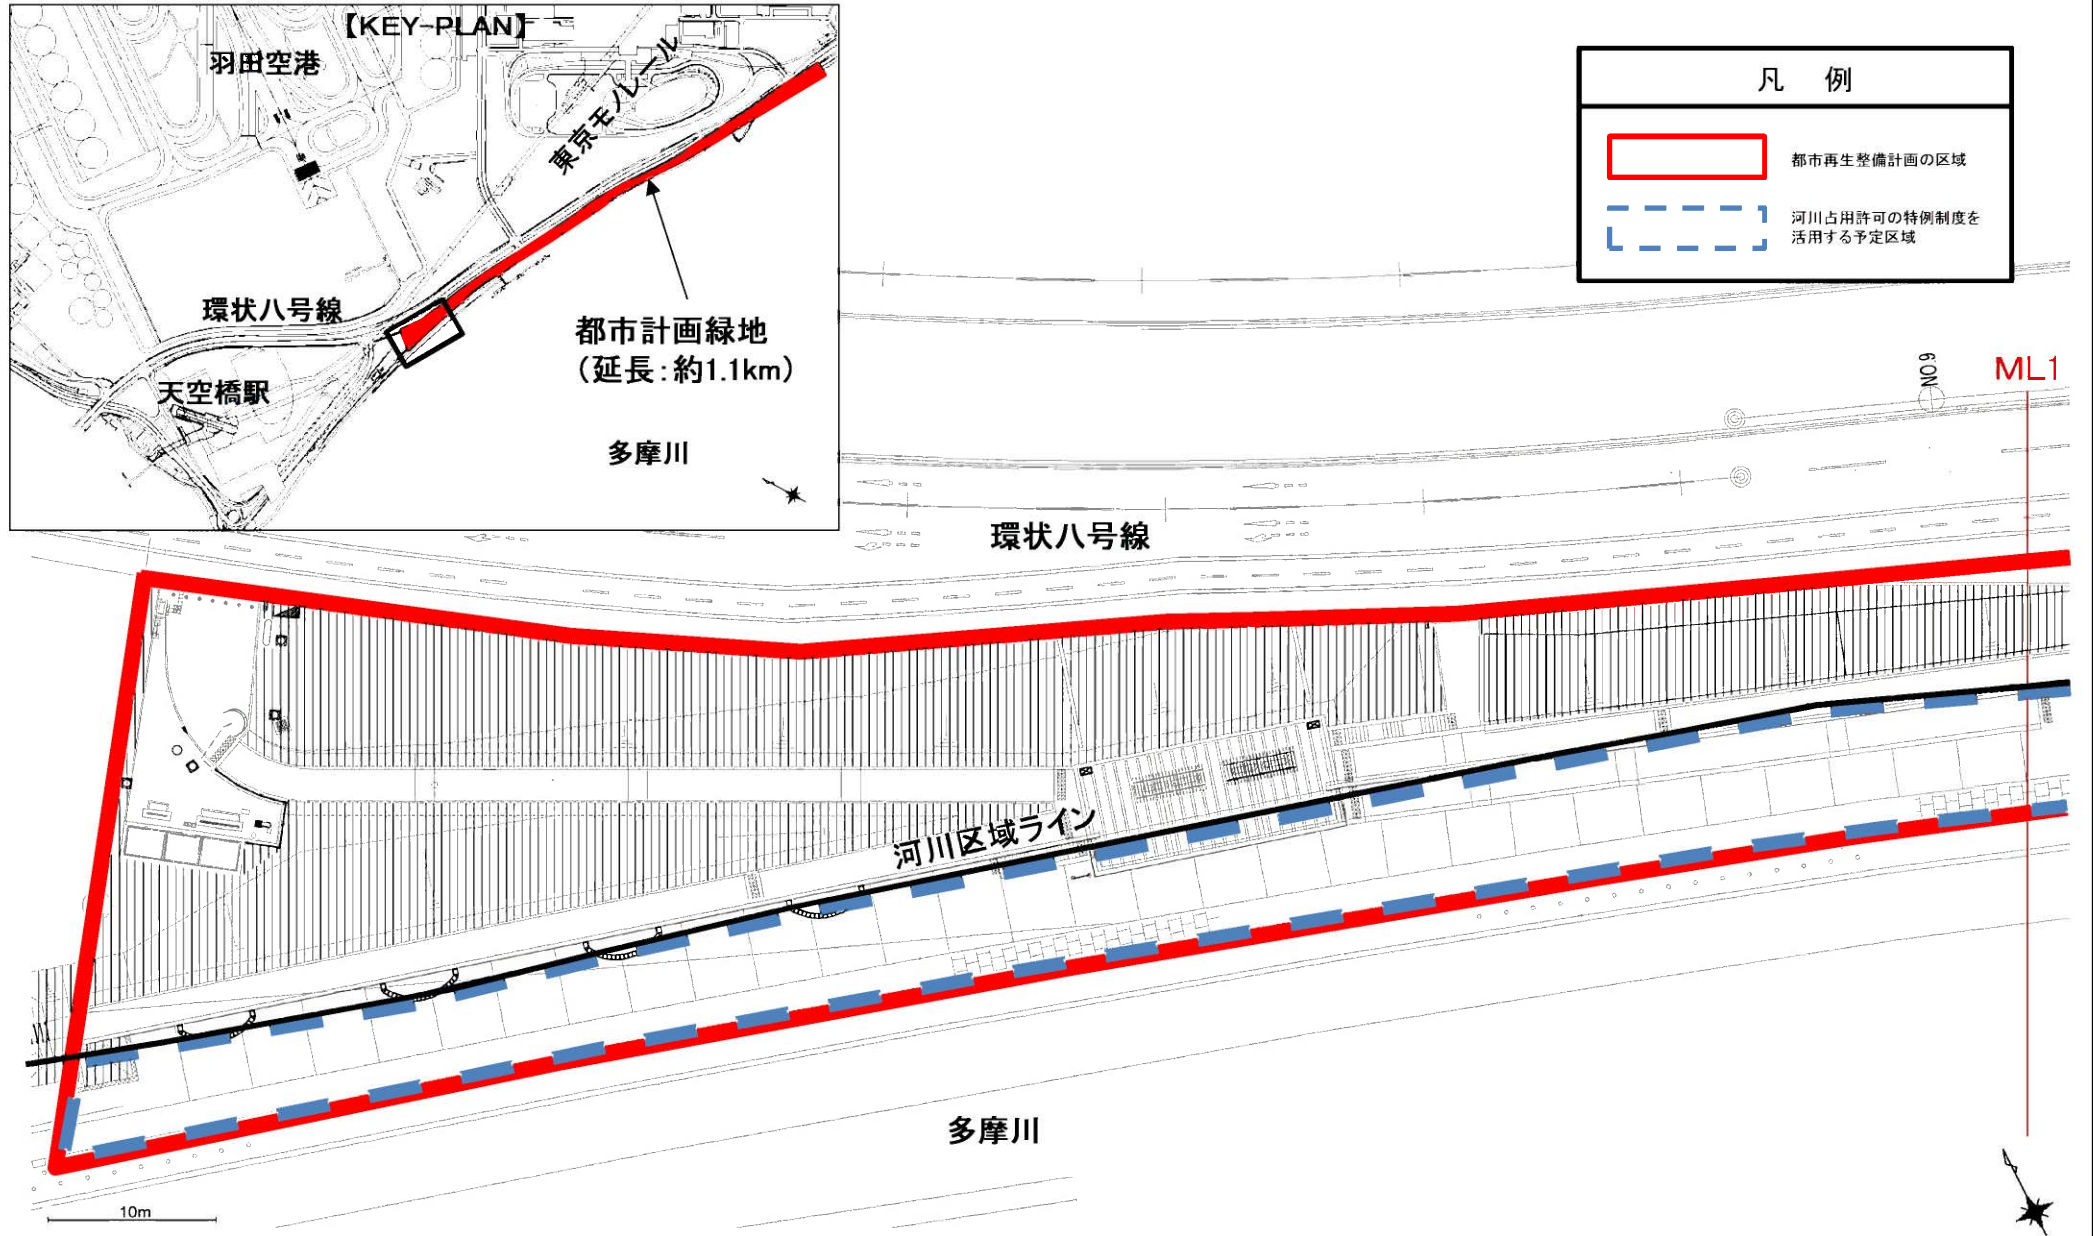 【KEY-PLAN】
羽田空港
東京モノレール
環状八号線
都市計画緑地
（延長：約1.1km）
天空橋駅
多摩川
凡 例
都市再生整備計画の区域
河川占用許可の特例制度を
活用する予定区域
NO9
ML1
環状八号線
河川区域ライン
多摩川
10m